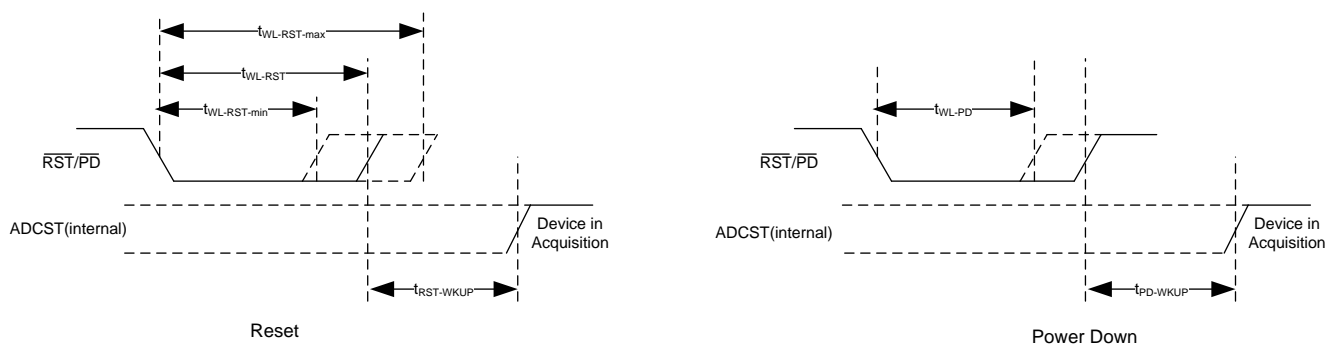 tWL-RST-max
tWL-RST
tWL-RST-min
RST/PD
ADCST(internal)
Device in
Acquisition
tRST-WKUP
Reset
tWL-PD
RST/PD
ADCST(internal)
Device in
Acquisition
tPD-WKUP
Power Down